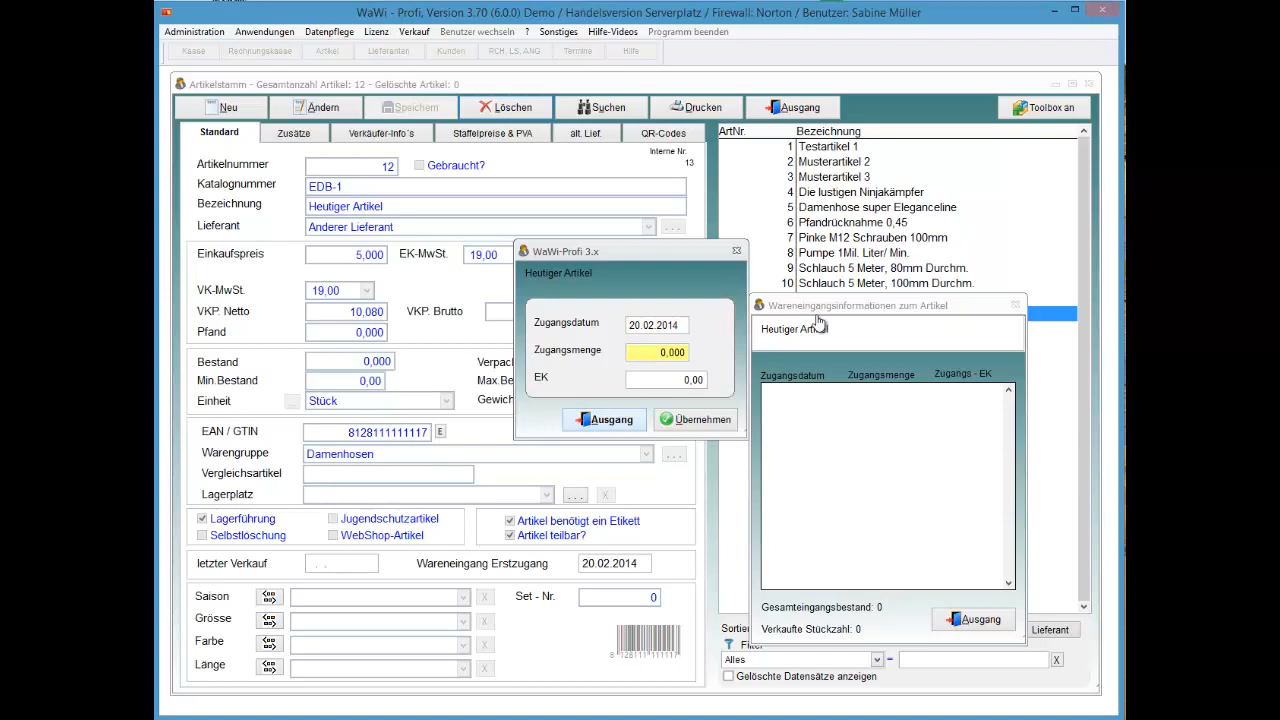 WaWi - Profi, Version 3.70 (6.0.0) Demo / Handelsversion Serverplatz / Firewall: Norton / Benutzer: Sabine Müller
Administration Anwendungen Datenpflege Lizenz Verkauf Benutzer wechseln ? Sonstiges Hilfe-Videos Programm beenden
Kasse Rechnungskasse Artikel Lieferanten Kunden RCH, LS, ANG Termine Hilfe
Artikelstamm - Gesamtanzahl Artikel: 12 - Gelöschte Artikel: 0
Neu Ändern Speichern Löschen Suchen Drucken Ausgang Toolbox an
Standard Zusätze Verkäufer-Info´s Staffelpreise & PVA alt. Lief. QR-Codes
Interne Nr.
13
Artikelnummer 12 Gebraucht?
Katalognummer EDB-1
Bezeichnung Heutiger Artikel
Lieferant Anderer Lieferant ...
Einkaufspreis 5,000 EK-MwSt. 19,00
VK-MwSt. 19,00
VKP. Netto 10,080 VKP. Brutto
Pfand 0,000
Bestand 0,000 Verpac
Min.Bestand 0,00 Max.Be
Einheit ... Stück Gewich
EAN / GTIN 8128111111117 E
Warengruppe Damenhosen ...
Vergleichsartikel
Lagerplatz ... X
Lagerführung Jugendschutzartikel Artikel benötigt ein Etikett
Selbstlöschung WebShop-Artikel Artikel teilbar?
letzter Verkauf . . Wareneingang Erstzugang 20.02.2014
Saison X Set - Nr. 0
Grösse X
Farbe X
Länge X
8 128111 111117
ArtNr. Bezeichnung
1 Testartikel 1
2 Musterartikel 2
3 Musterartikel 3
4 Die lustigen Ninjakämpfer
5 Damenhose super Eleganceline
6 Pfandrücknahme 0,45
7 Pinke M12 Schrauben 100mm
8 Pumpe 1Mil. Liter/ Min.
9 Schlauch 5 Meter, 80mm Durchm.
10 Schlauch 5 Meter, 100mm Durchm.
WaWi-Profi 3.x
Heutiger Artikel
Zugangsdatum 20.02.2014
Zugangsmenge 0,000
EK 0,00
Ausgang Übernehmen
Wareneingangsinformationen zum Artikel
Heutiger Artikel
Zugangsdatum Zugangsmenge Zugangs - EK
Gesamteingangsbestand: 0
Verkaufte Stückzahl: 0
Ausgang
Sortie Lieferant
Filter
Alles = X
Gelöschte Datensätze anzeigen